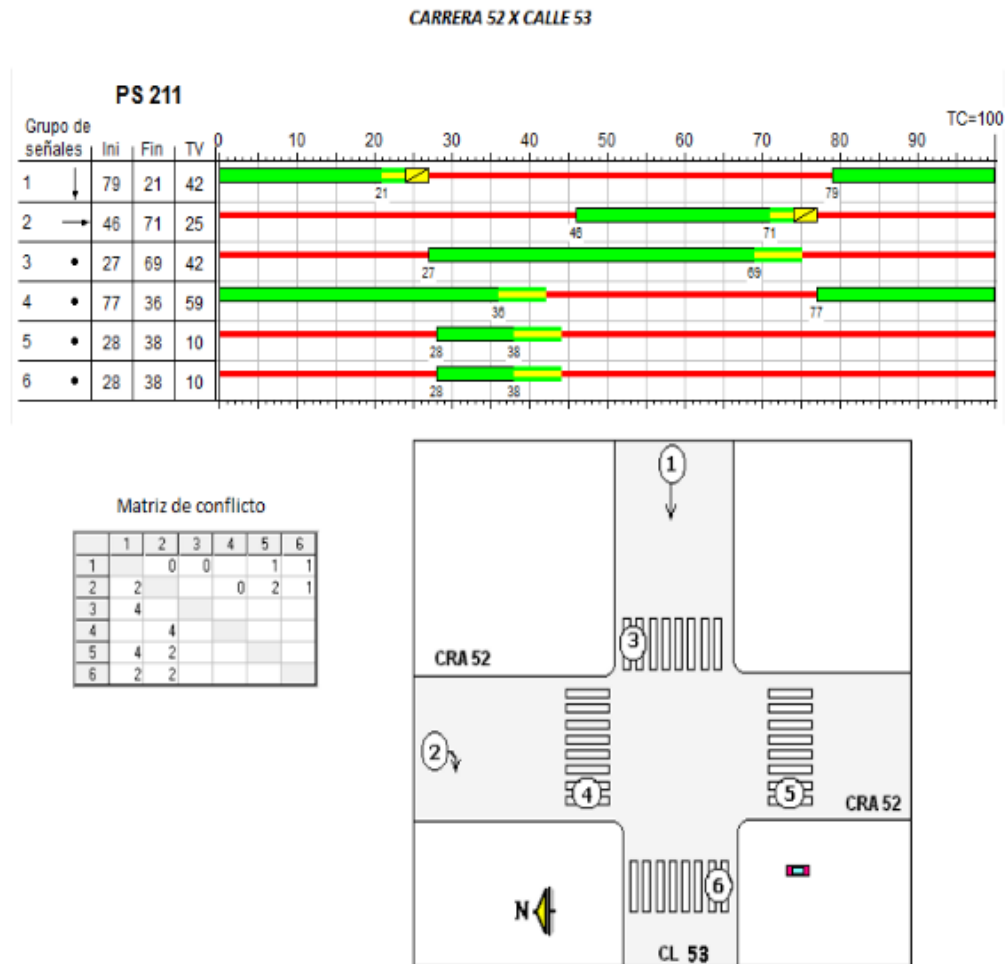 CARRERA 52 X CALLE 53
PS 211
TC=100
Grupo de
señales Ini Fin TV 0 10 20 30 40 50 60 70 80 90
1 79 21 42
21 79
2 46 71 25
46 71
3 27 69 42
27 69
4 77 36 59
36 77
5 28 38 10
28 38
6 28 38 10
28 38
Matriz de conflicto
1 2 3 4 5 6
1 0 0 1 1
2 2 0 2 1
3 4
4 4
5 4 2
6 2 2
1
3
CRA 52
2
4 5
CRA 52
6
N
CL 53